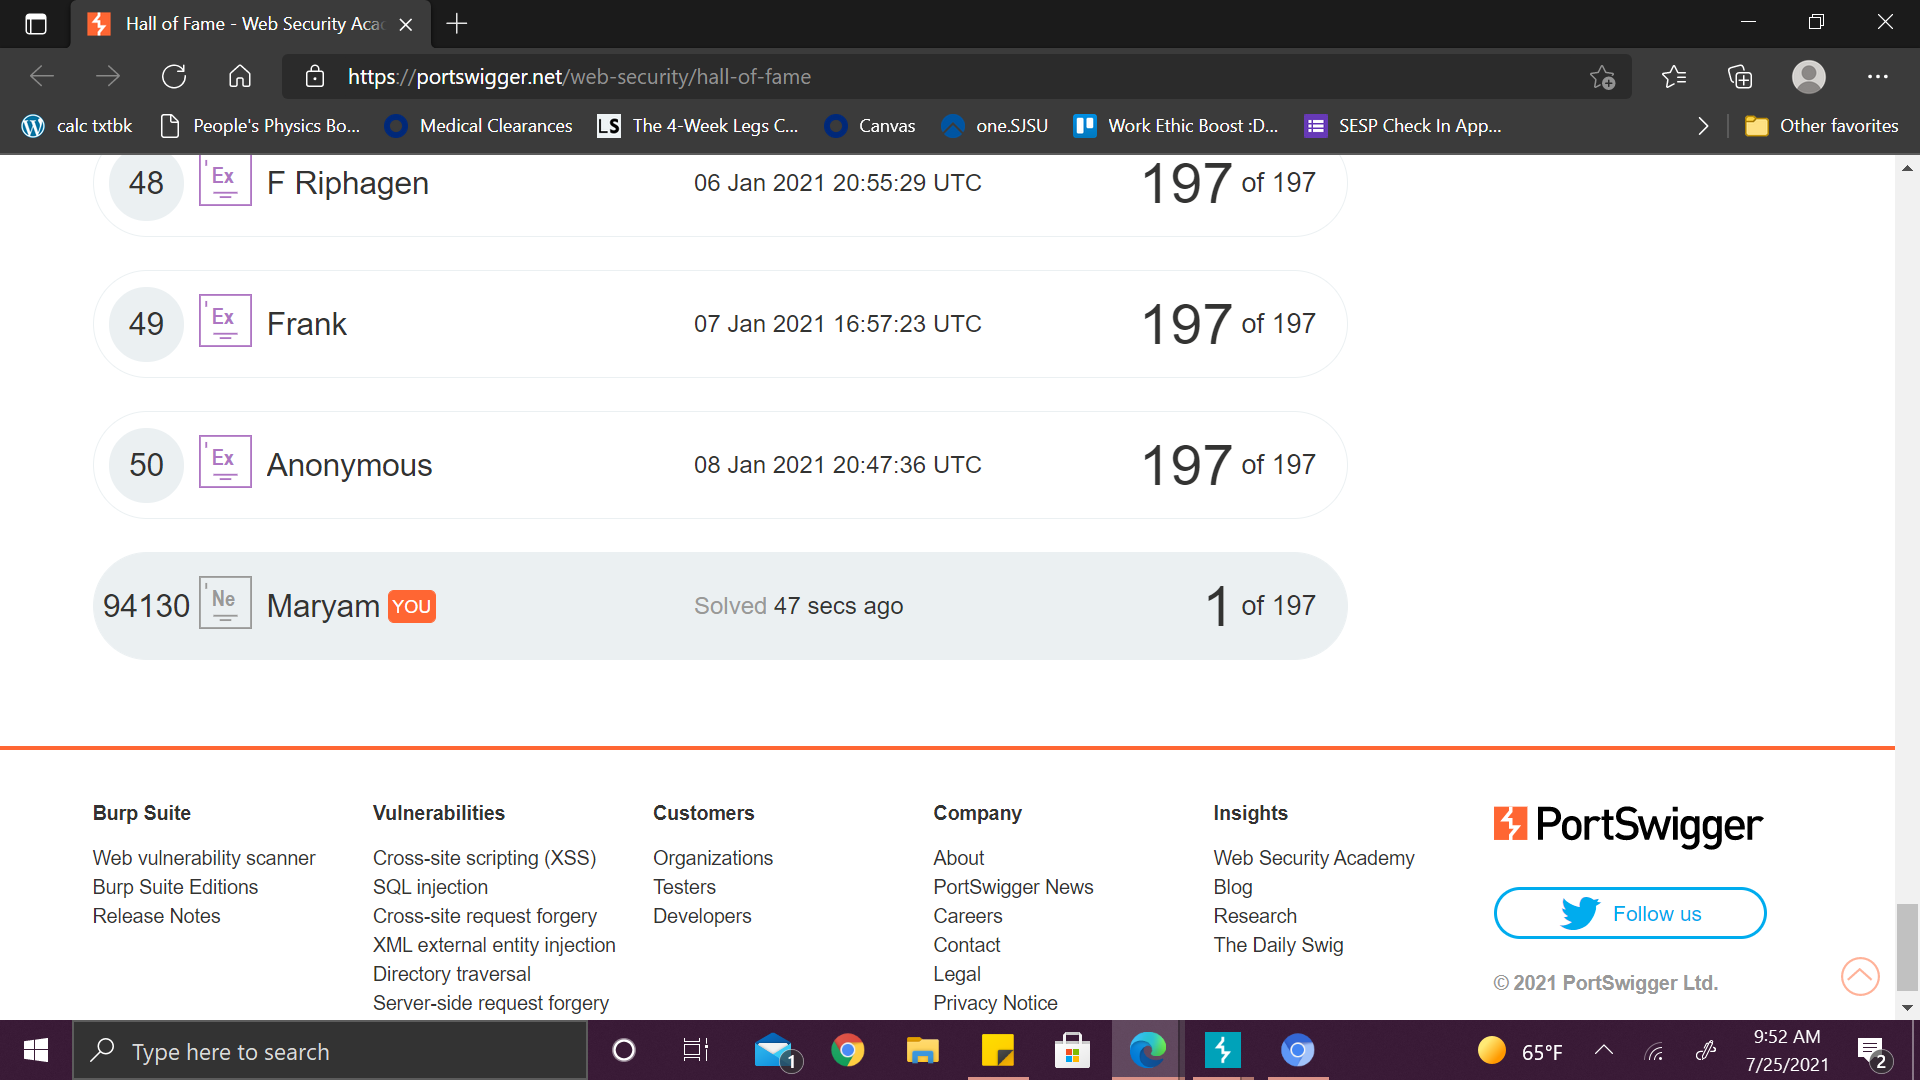 Hall of Fame - Web Security Aca
https://portswigger.net/web-security/hall-of-fame
calc txtbk People's Physics Bo... Medical Clearances LS The 4-Week Legs C... Canvas one.SJSU Work Ethic Boost :D... SESP Check In App... Other favorites
48 'Ex F Riphagen 06 Jan 2021 20:55:29 UTC 197 of 197
49 'Ex Frank 07 Jan 2021 16:57:23 UTC 197 of 197
50 'Ex Anonymous 08 Jan 2021 20:47:36 UTC 197 of 197
94130 'Ne Maryam YOU Solved 47 secs ago 1 of 197
Burp Suite
Web vulnerability scanner
Burp Suite Editions
Release Notes
Vulnerabilities
Cross-site scripting (XSS)
SQL injection
Cross-site request forgery
XML external entity injection
Directory traversal
Server-side request forgery
Customers
Organizations
Testers
Developers
Company
About
PortSwigger News
Careers
Contact
Legal
Privacy Notice
Insights
Web Security Academy
Blog
Research
The Daily Swig
PortSwigger
Follow us
© 2021 PortSwigger Ltd.
Type here to search
1
65°F
9:52 AM
7/25/2021
2